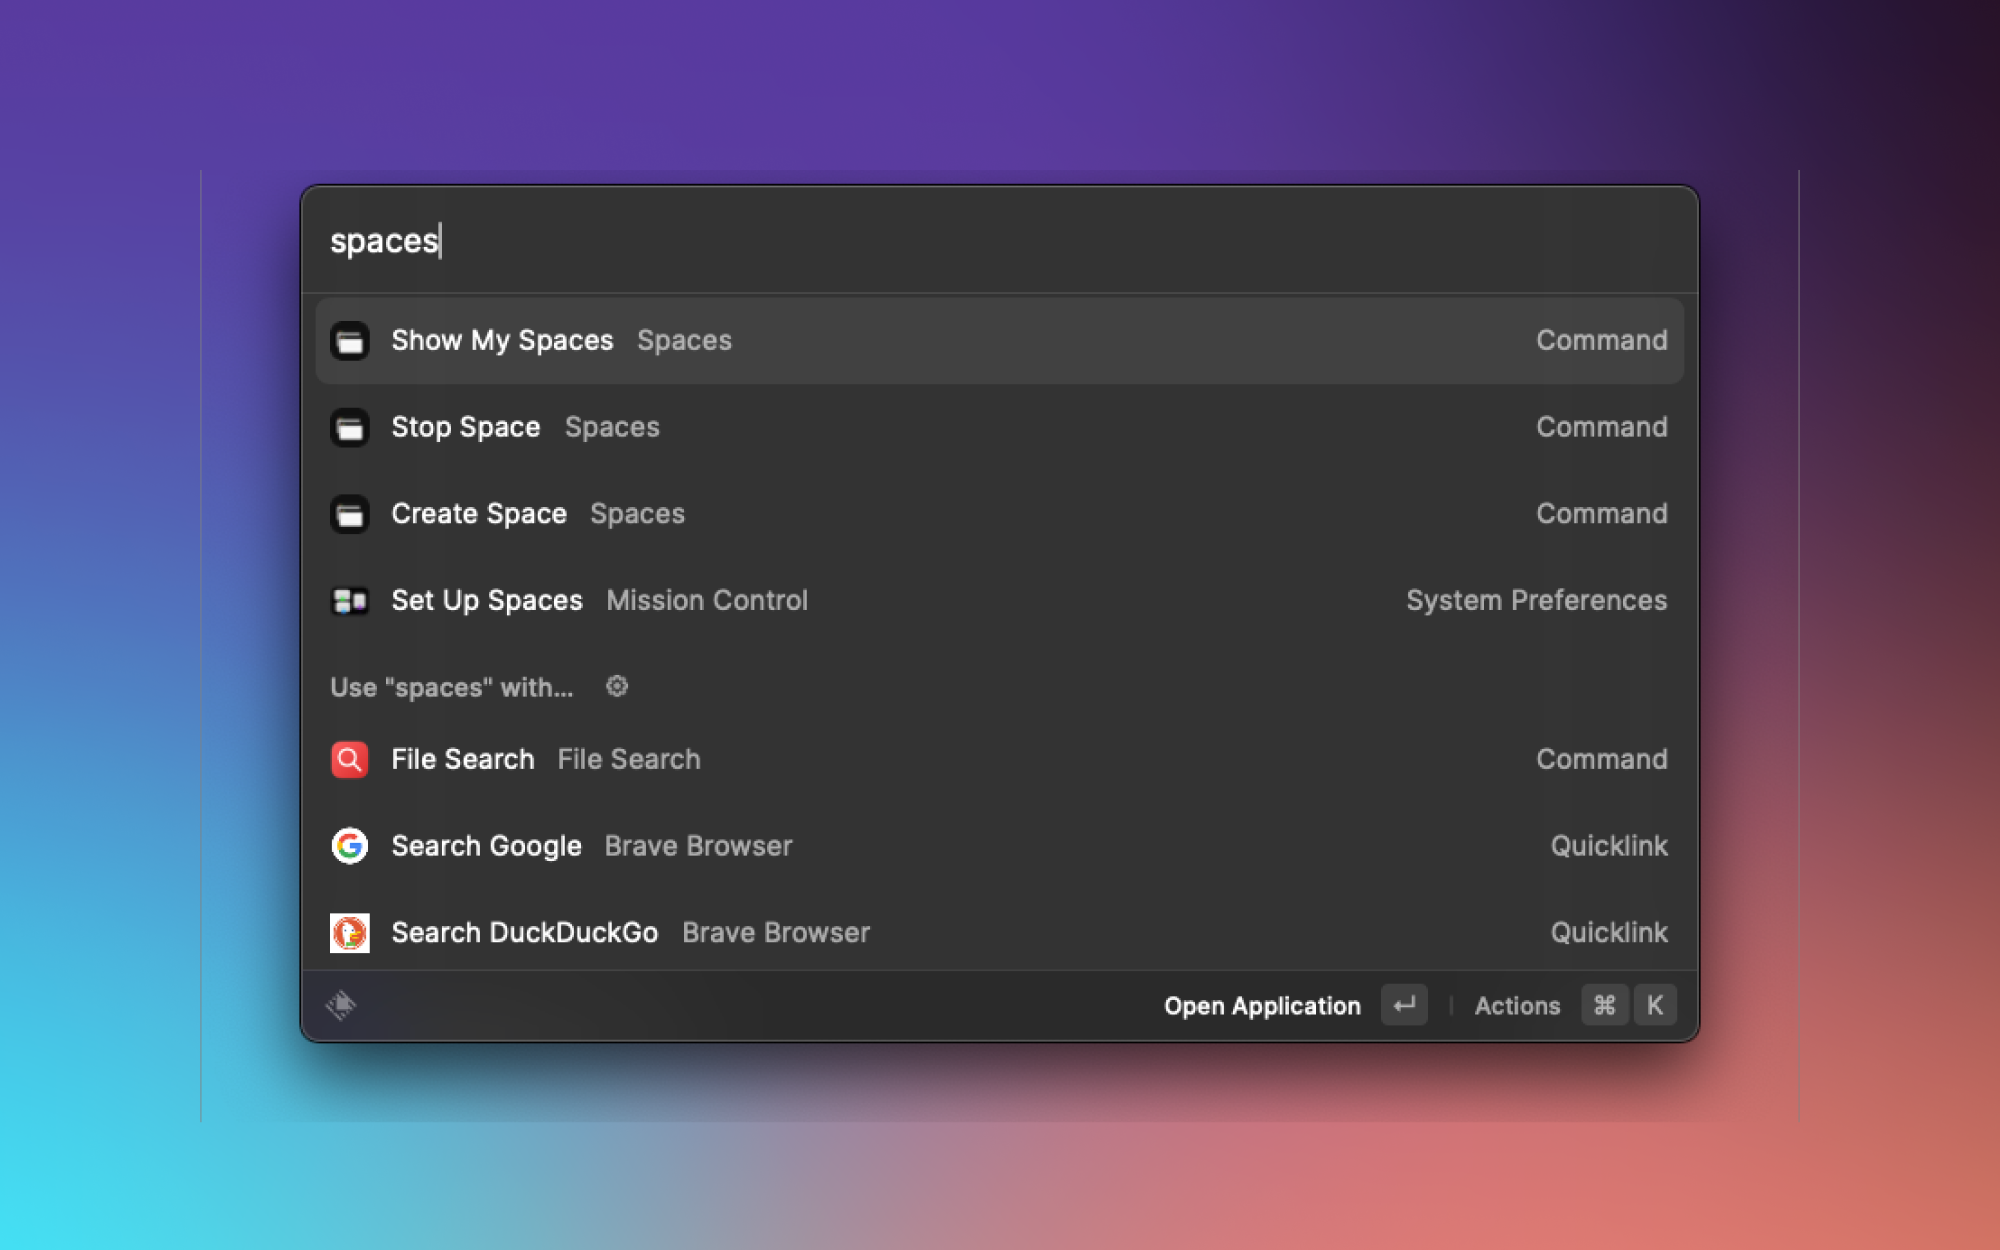 spaces
Show My Spaces Spaces Command
Stop Space Spaces Command
Create Space Spaces Command
Set Up Spaces Mission Control System Preferences
Use "spaces" with...
File Search File Search Command
Search Google Brave Browser Quicklink
Search DuckDuckGo Brave Browser Quicklink
Open Application ↵ | Actions ⌘ K